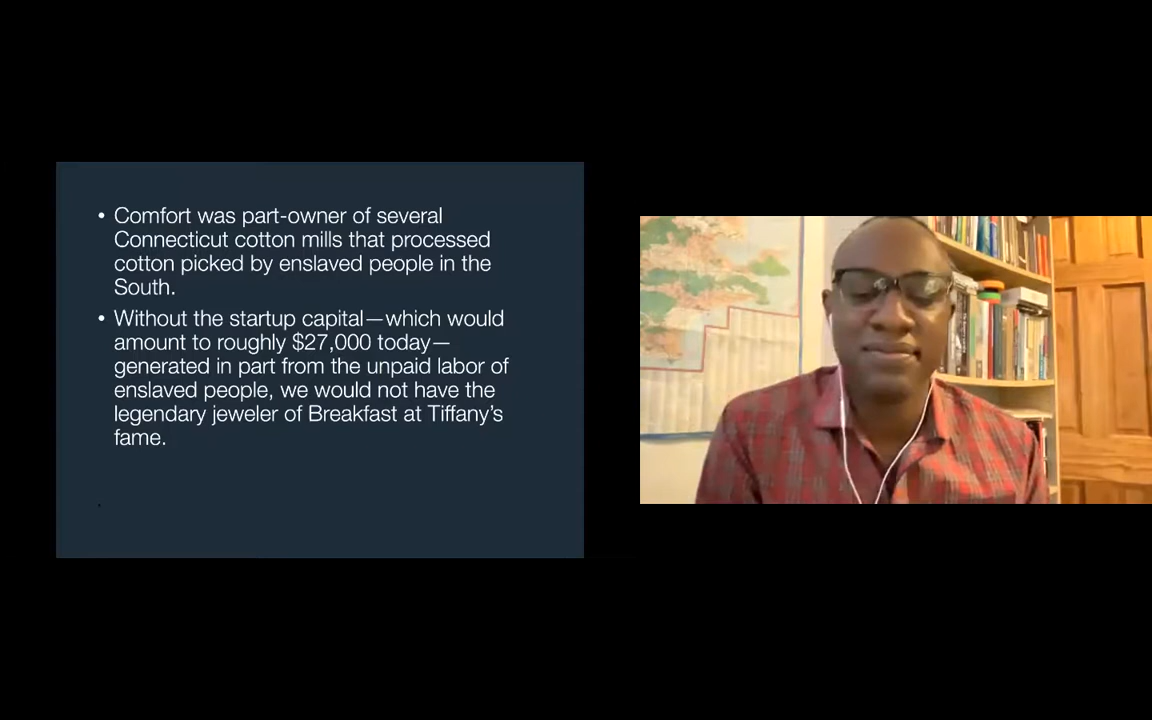 • Comfort was part-owner of several
Connecticut cotton mills that processed
cotton picked by enslaved people in the
South.
• Without the startup capital—which would
amount to roughly $27,000 today—
generated in part from the unpaid labor of
enslaved people, we would not have the
legendary jeweler of Breakfast at Tiffany’s
fame.